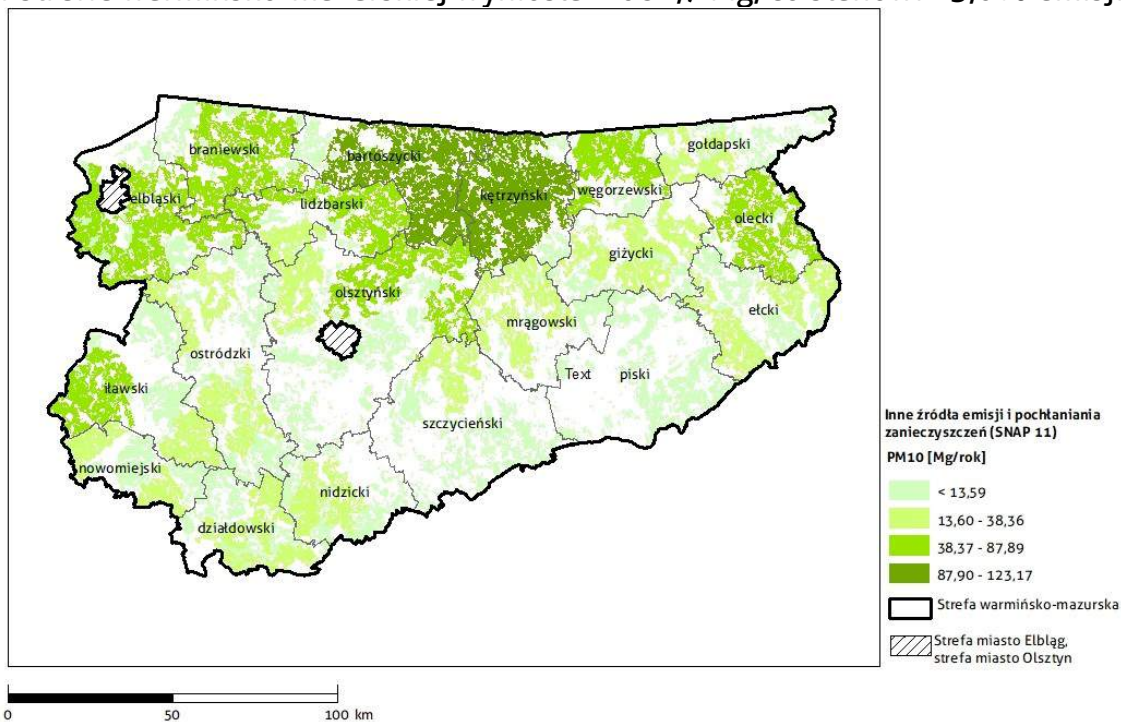 braniewski
bartoszycki
gołdapski
elbląski
lidzbarski
kętrzyński
węgorzewski
olecki
giżycki
olsztyński
ełcki
mrągowski
ostródzki
Text
piski
iławski
szczycieński
nowomiejski
nidzicki
działdowski
Inne źródła emisji i pochłaniania
zanieczyszczeń (SNAP 11)
PM10 [Mg/rok]
< 13,59
13,60 - 38,36
38,37 - 87,89
87,90 - 123,17
Strefa warmińsko-mazurska
Strefa miasto Elbląg,
strefa miasto Olsztyn
0 50 100 km